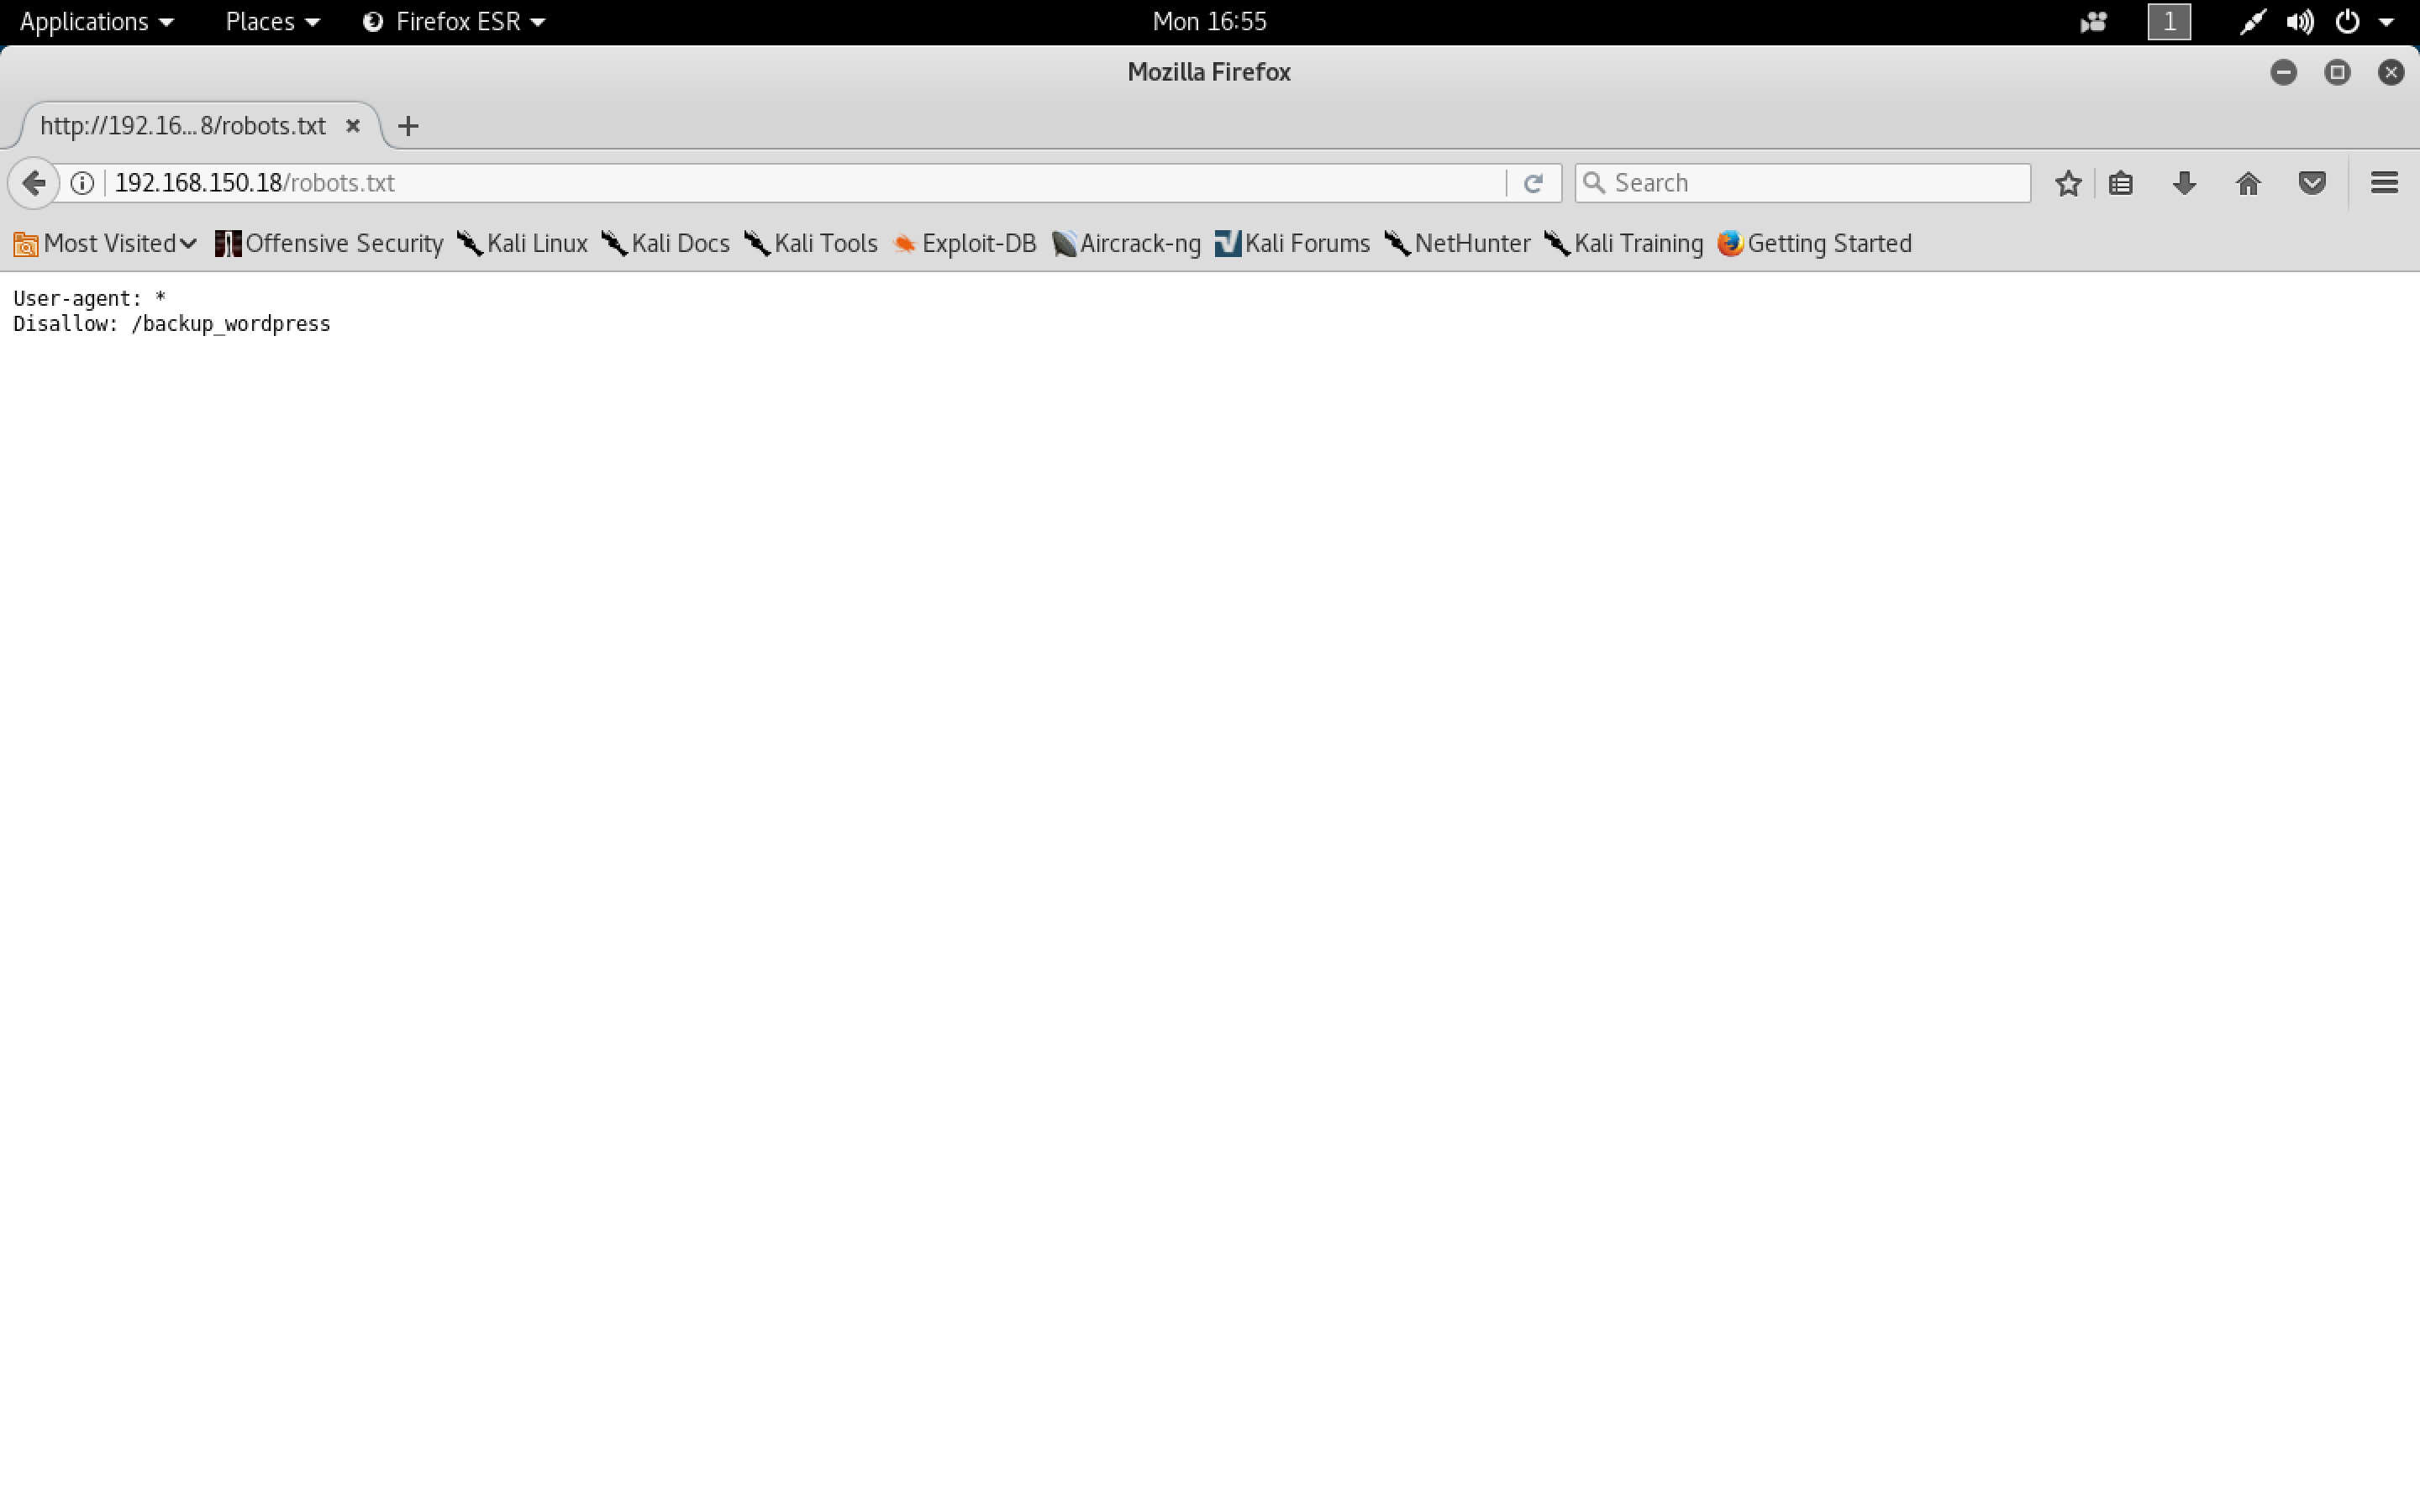 Applications Places Firefox ESR Mon 16:55 1
Mozilla Firefox
http://192.16...8/robots.txt
192.168.150.18/robots.txt Search
Most Visited Offensive Security Kali Linux Kali Docs Kali Tools Exploit-DB Aircrack-ng Kali Forums NetHunter Kali Training Getting Started
User-agent: *
Disallow: /backup_wordpress